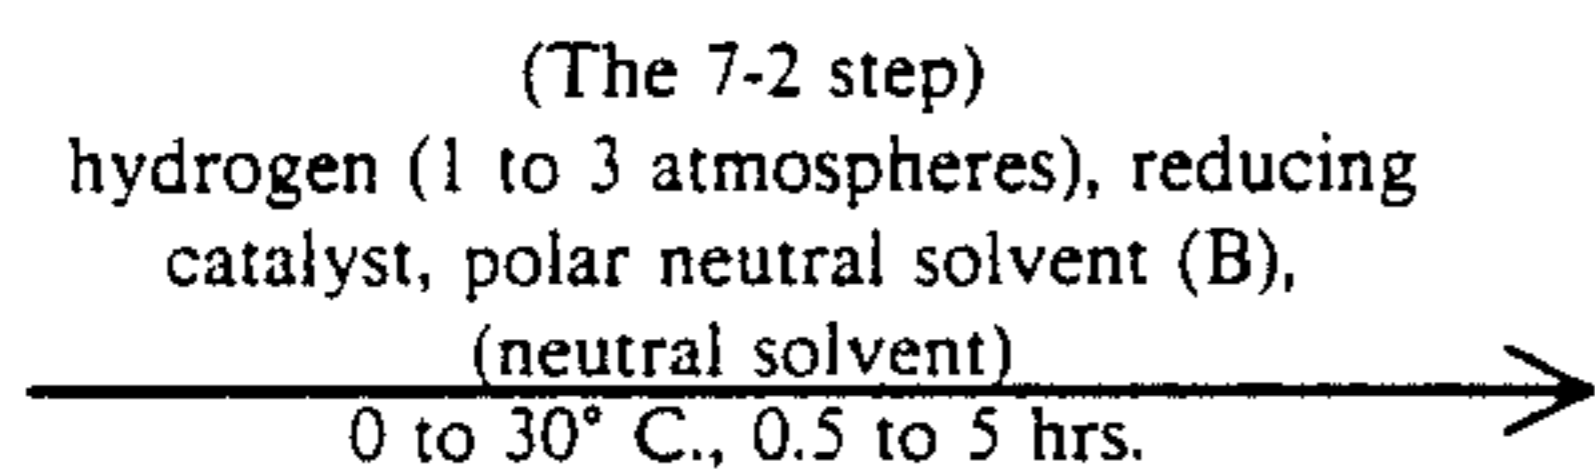 (The 7-2 step)
hydrogen (1 to 3 atmospheres), reducing
catalyst, polar neutral solvent (B),
(neutral solvent)
0 to 30° C., 0.5 to 5 hrs.